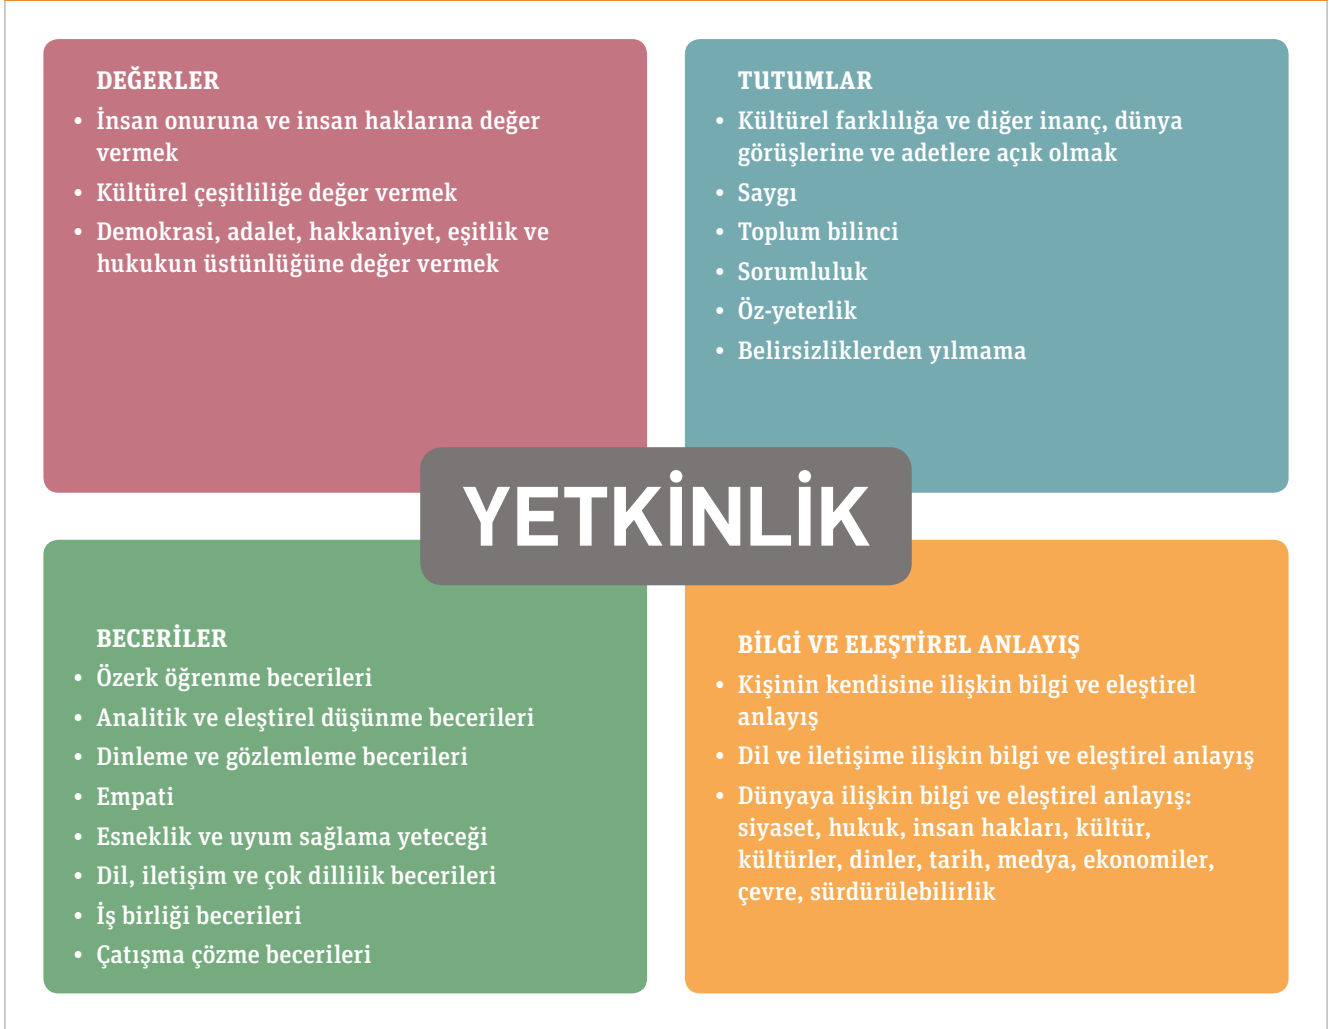 DEĞERLER
• İnsan onuruna ve insan haklarına değer
vermek
• Kültürel çeşitliliğe değer vermek
• Demokrasi, adalet, hakkaniyet, eşitlik ve
hukukun üstünlüğüne değer vermek
TUTUMLAR
• Kültürel farklılığa ve diğer inanç, dünya
görüşlerine ve adetlere açık olmak
• Saygı
• Toplum bilinci
• Sorumluluk
• Öz-yeterlik
• Belirsizliklerden yılmama
YETKİNLİK
BECERİLER
• Özerk öğrenme becerileri
• Analitik ve eleştirel düşünme becerileri
• Dinleme ve gözlemleme becerileri
• Empati
• Esneklik ve uyum sağlama yeteceği
• Dil, iletişim ve çok dillilik becerileri
• İş birliği becerileri
• Çatışma çözme becerileri
BİLGİ VE ELEŞTİREL ANLAYIŞ
• Kişinin kendisine ilişkin bilgi ve eleştirel
anlayış
• Dil ve iletişime ilişkin bilgi ve eleştirel anlayış
• Dünyaya ilişkin bilgi ve eleştirel anlayış:
siyaset, hukuk, insan hakları, kültür,
kültürler, dinler, tarih, medya, ekonomiler,
çevre, sürdürülebilirlik